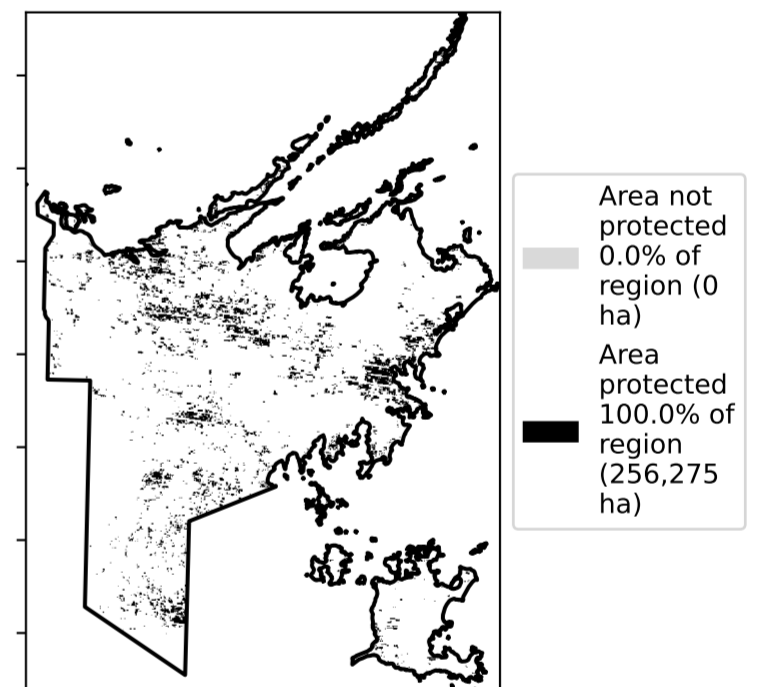 Area not
protected
0.0% of
region (0
ha)
Area
protected
100.0% of
region
(256,275
ha)